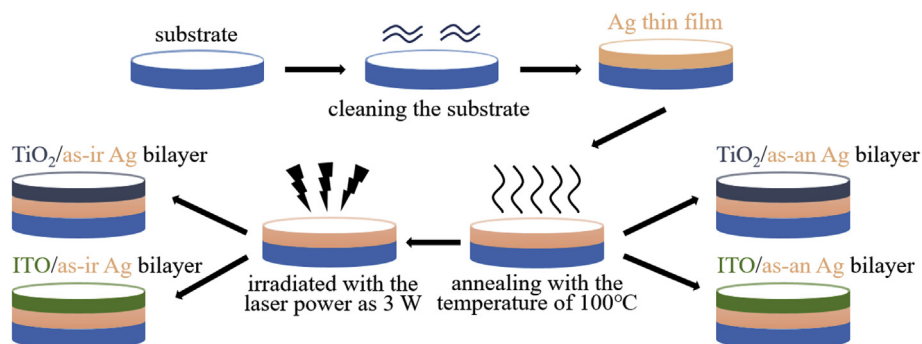 substrate
Ag thin film
cleaning the substrate
TiO₂/as-ir Ag bilayer
TiO₂/as-an Ag bilayer
ITO/as-ir Ag bilayer
irradiated with the
laser power as 3 W
annealing with the
temperature of 100℃
ITO/as-an Ag bilayer